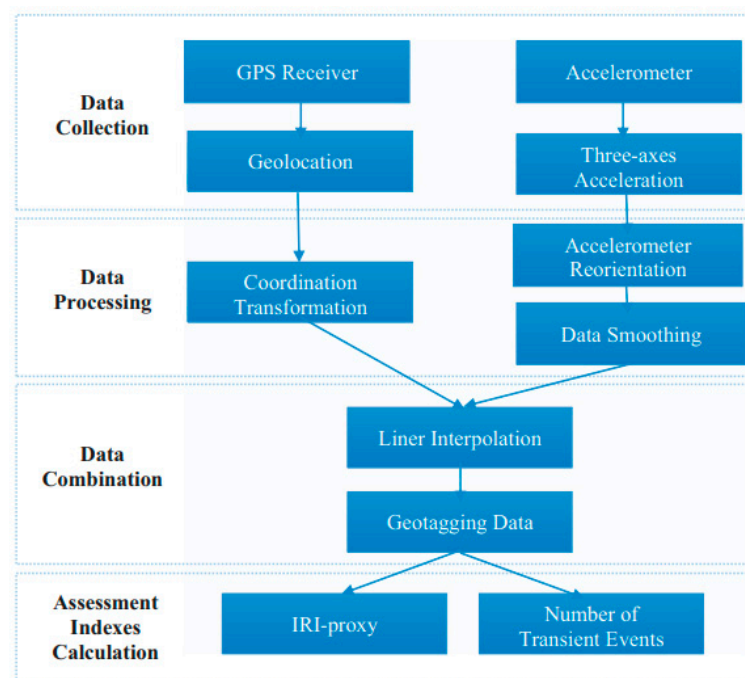 Data
Collection
GPS Receiver
Accelerometer
Geolocation
Three-axes
Acceleration
Data
Processing
Coordination
Transformation
Accelerometer
Reorientation
Data Smoothing
Data
Combination
Liner Interpolation
Geotagging Data
Assessment
Indexes
Calculation
IRI-proxy
Number of
Transient Events